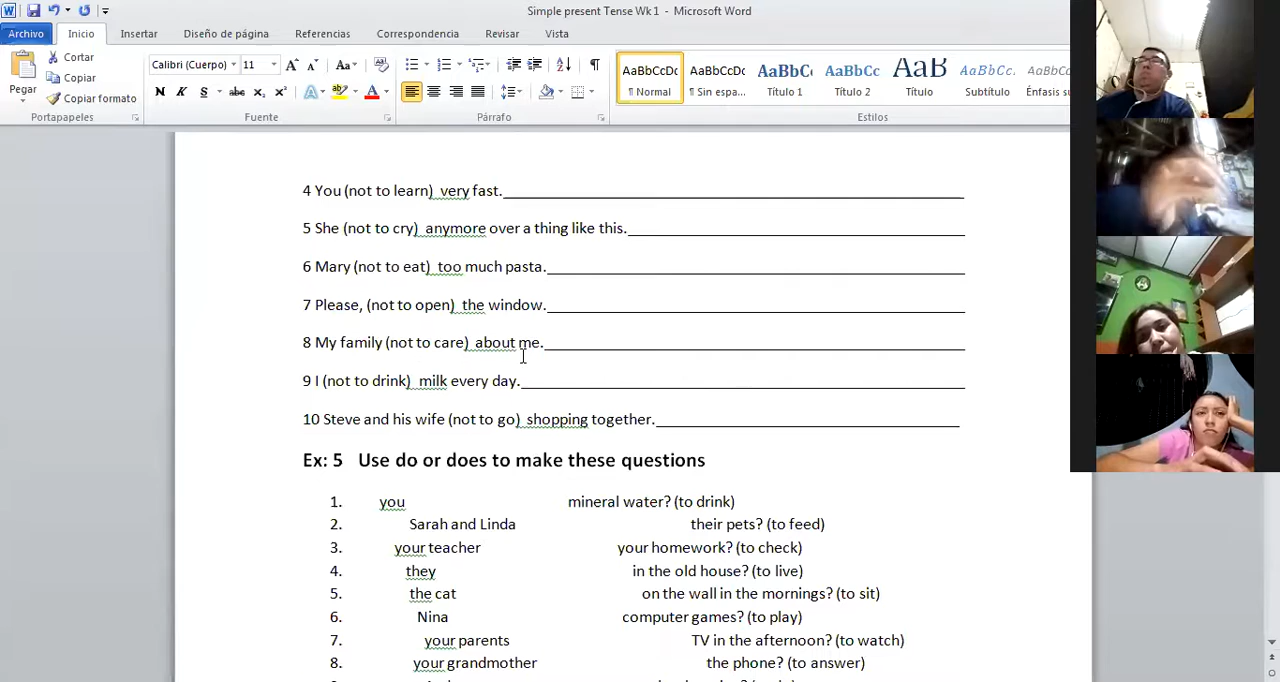 Simple present Tense Wk 1 - Microsoft Word
Archivo Inicio Insertar Diseño de página Referencias Correspondencia Revisar Vista
Cortar
Copiar
Copiar formato
Pegar
Portapapeles
Calibri (Cuerpo) 11
Fuente
Párrafo
AaBbCcDc AaBbCcDc AaBbC AaBbCc AaB AaBbCc AaBbCcD
¶ Normal ¶ Sin espa... Título 1 Título 2 Título Subtítulo Énfasis su
Estilos
4 You (not to learn) very fast.
5 She (not to cry) anymore over a thing like this.
6 Mary (not to eat) too much pasta.
7 Please, (not to open) the window.
8 My family (not to care) about me.
9 I (not to drink) milk every day.
10 Steve and his wife (not to go) shopping together.
Ex: 5 Use do or does to make these questions
1. you mineral water? (to drink)
2. Sarah and Linda their pets? (to feed)
3. your teacher your homework? (to check)
4. they in the old house? (to live)
5. the cat on the wall in the mornings? (to sit)
6. Nina computer games? (to play)
7. your parents TV in the afternoon? (to watch)
8. your grandmother the phone? (to answer)